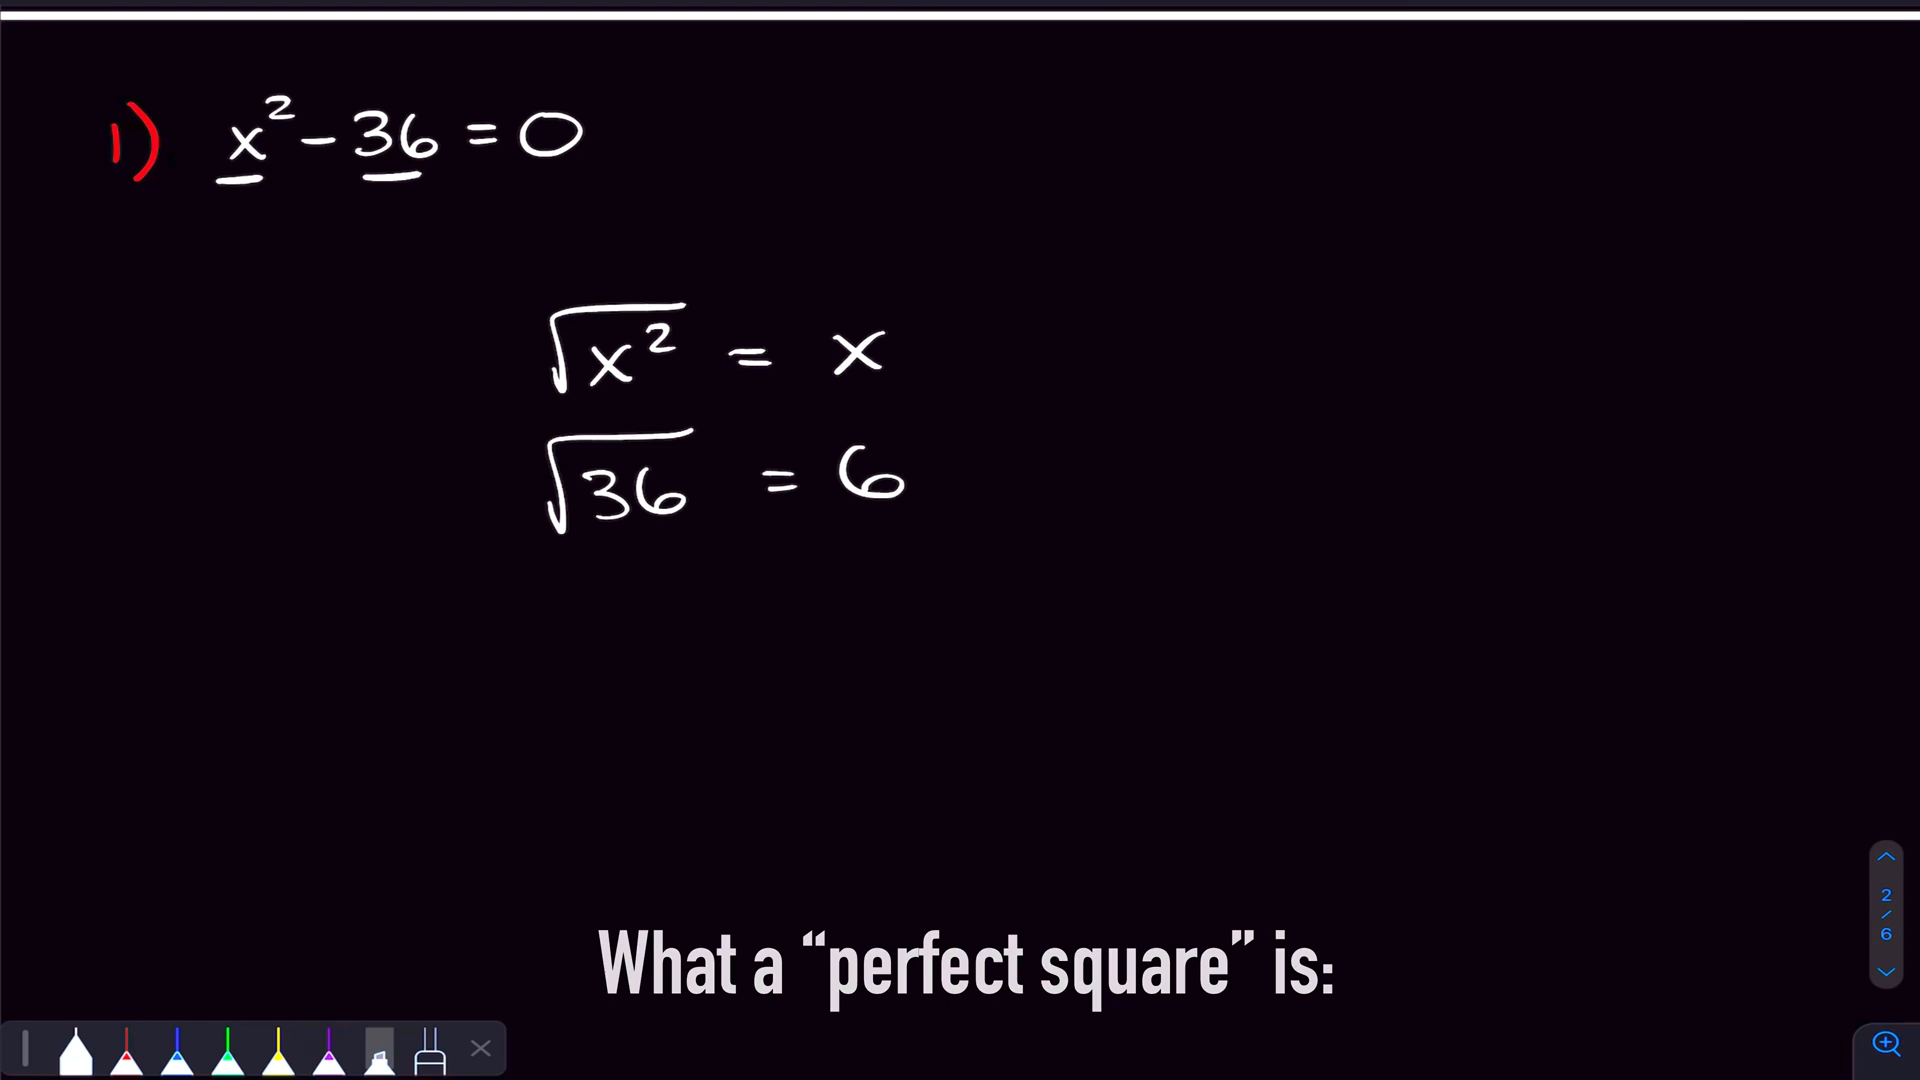 1) x² - 36 = 0
√x² = x
√36 = 6
What a “perfect square” is:
2
/
6